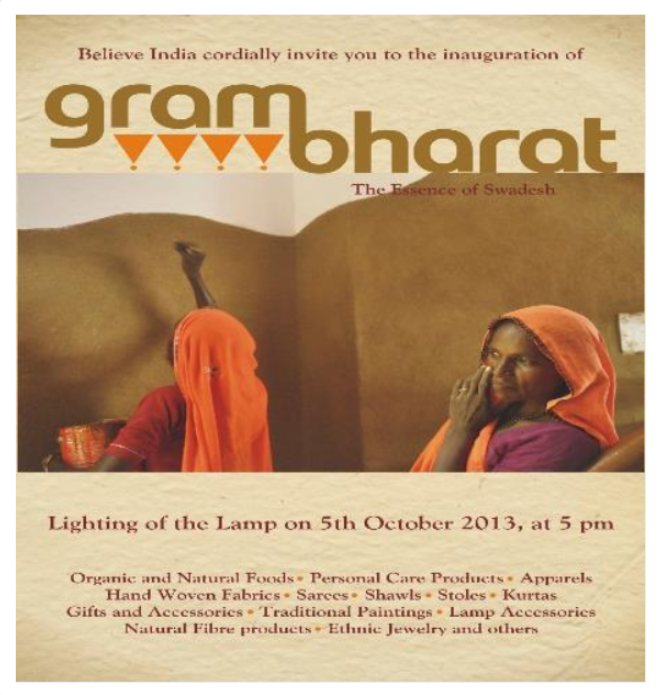 Believe India cordially invite you to the inauguration of
gram
bharat
The Essence of Swadesh
Lighting of the Lamp on 5th October 2013, at 5 pm
Organic and Natural Foods• Personal Care Products• Apparels
Hand Woven Fabrics• Sarees• Shawls• Stoles• Kurtas
Gifts and Accessories• Traditional Paintings• Lamp Accessories
Natural Fibre products• Ethnic Jewelry and others